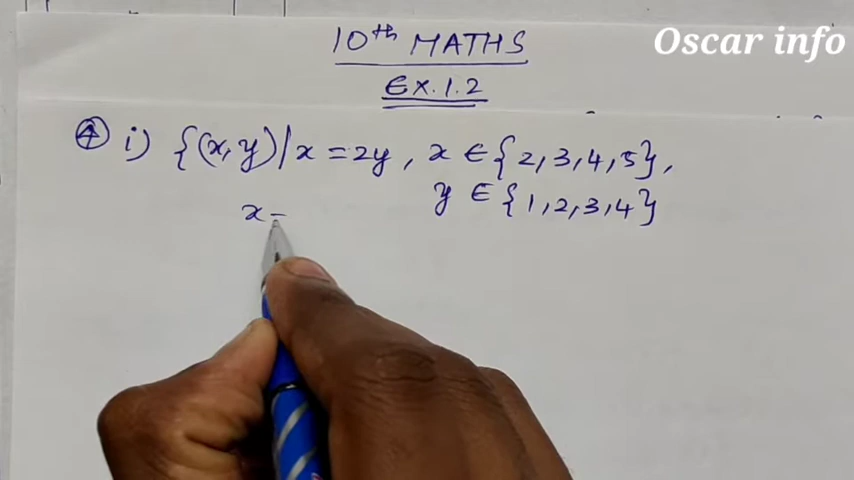 10th MATHS
Oscar info
Ex.1.2
④ i) {(x,y)/x = 2y, x ∈ {2,3,4,5},
y ∈ {1,2,3,4}
x =